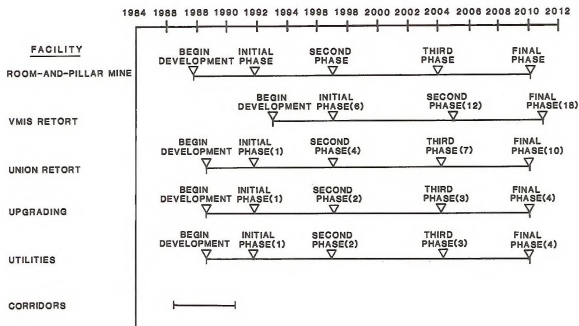 1984 1986 1988 1990 1992 1994 1996 1998 2000 2002 2004 2006 2008 2010 2012
FACILITY
BEGIN DEVELOPMENT INITIAL PHASE SECOND PHASE THIRD PHASE FINAL PHASE
ROOM-AND-PILLAR MINE
BEGIN DEVELOPMENT INITIAL PHASE(6) SECOND PHASE(12) FINAL PHASE(18)
VMIS RETORT
BEGIN DEVELOPMENT INITIAL PHASE(1) SECOND PHASE(4) THIRD PHASE(7) FINAL PHASE(10)
UNION RETORT
BEGIN DEVELOPMENT INITIAL PHASE(1) SECOND PHASE(2) THIRD PHASE(3) FINAL PHASE(4)
UPGRADING
BEGIN DEVELOPMENT INITIAL PHASE(1) SECOND PHASE(2) THIRD PHASE(3) FINAL PHASE(4)
UTILITIES
CORRIDORS